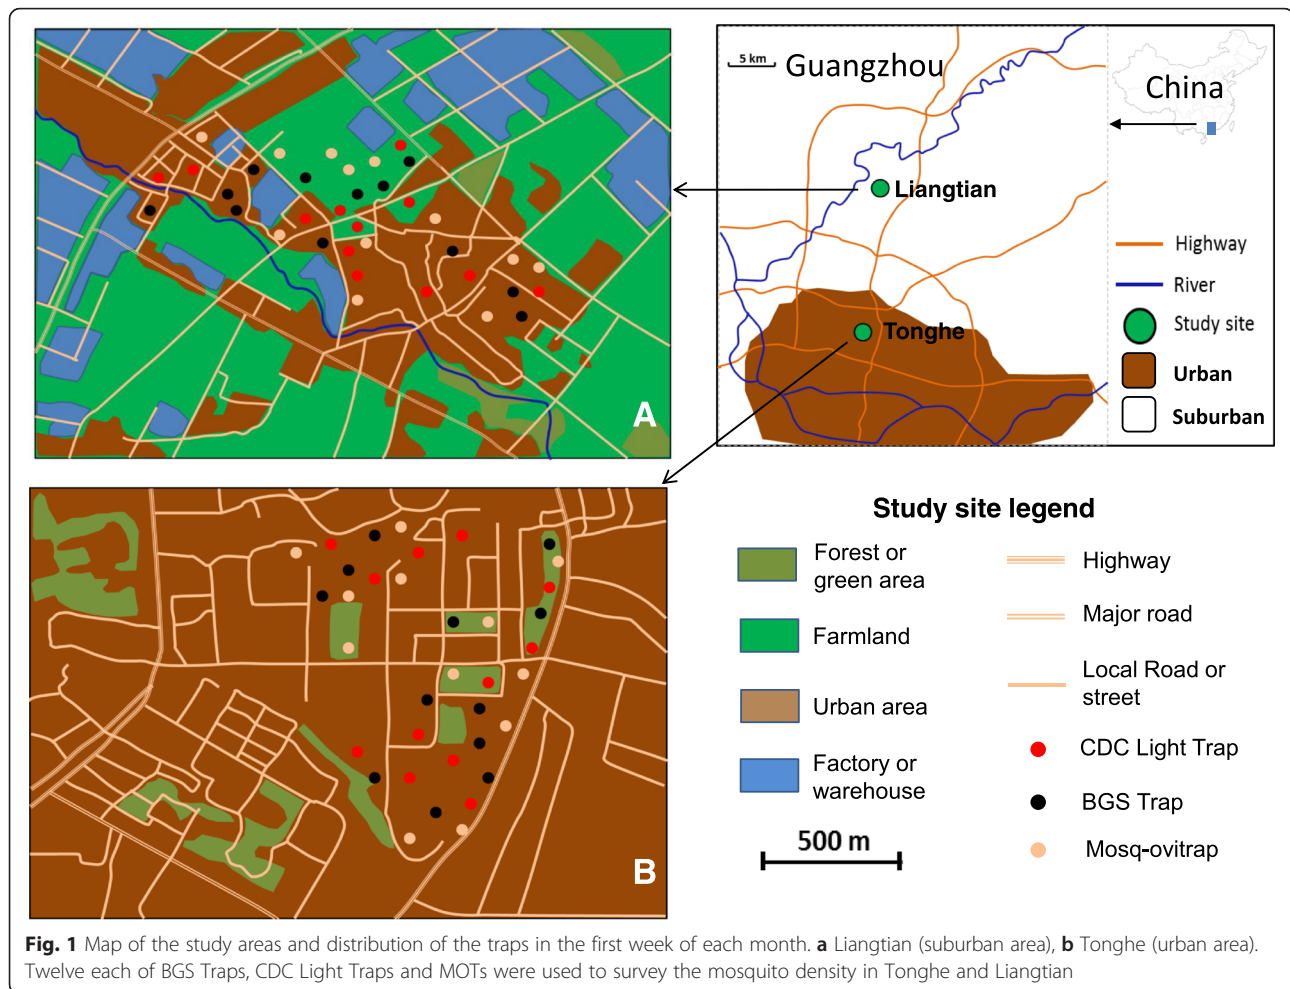 5 km
Guangzhou
China
Liangtian
Highway
River
Study site
Tonghe
Urban
Suburban
A
Study site legend
Forest or
green area
Highway
Farmland
Major road
Urban area
Local Road or
street
Factory or
warehouse
CDC Light Trap
BGS Trap
500 m
Mosq-ovitrap
B
Fig. 1 Map of the study areas and distribution of the traps in the first week of each month. a Liangtian (suburban area), b Tonghe (urban area).
Twelve each of BGS Traps, CDC Light Traps and MOTs were used to survey the mosquito density in Tonghe and Liangtian